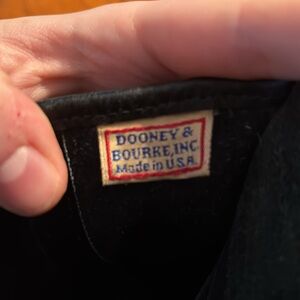 DOONEY &
BOURKE, INC.
Made in U.S.A.